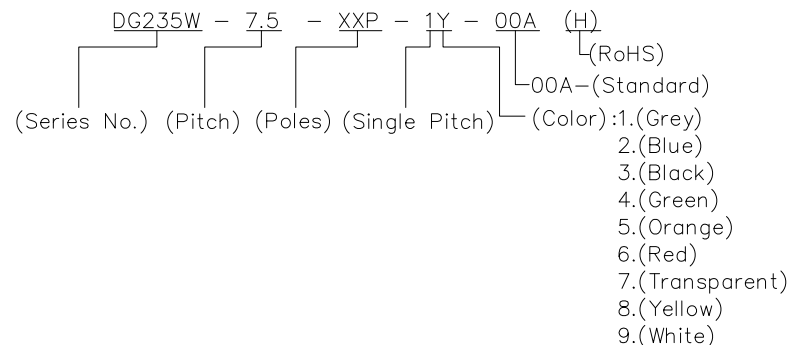 DG235W - 7.5 - XXP - 1Y - 00A (H)
(RoHS)
00A-(Standard)
(Series No.) (Pitch) (Poles) (Single Pitch) (Color):1.(Grey)
2.(Blue)
3.(Black)
4.(Green)
5.(Orange)
6.(Red)
7.(Transparent)
8.(Yellow)
9.(White)